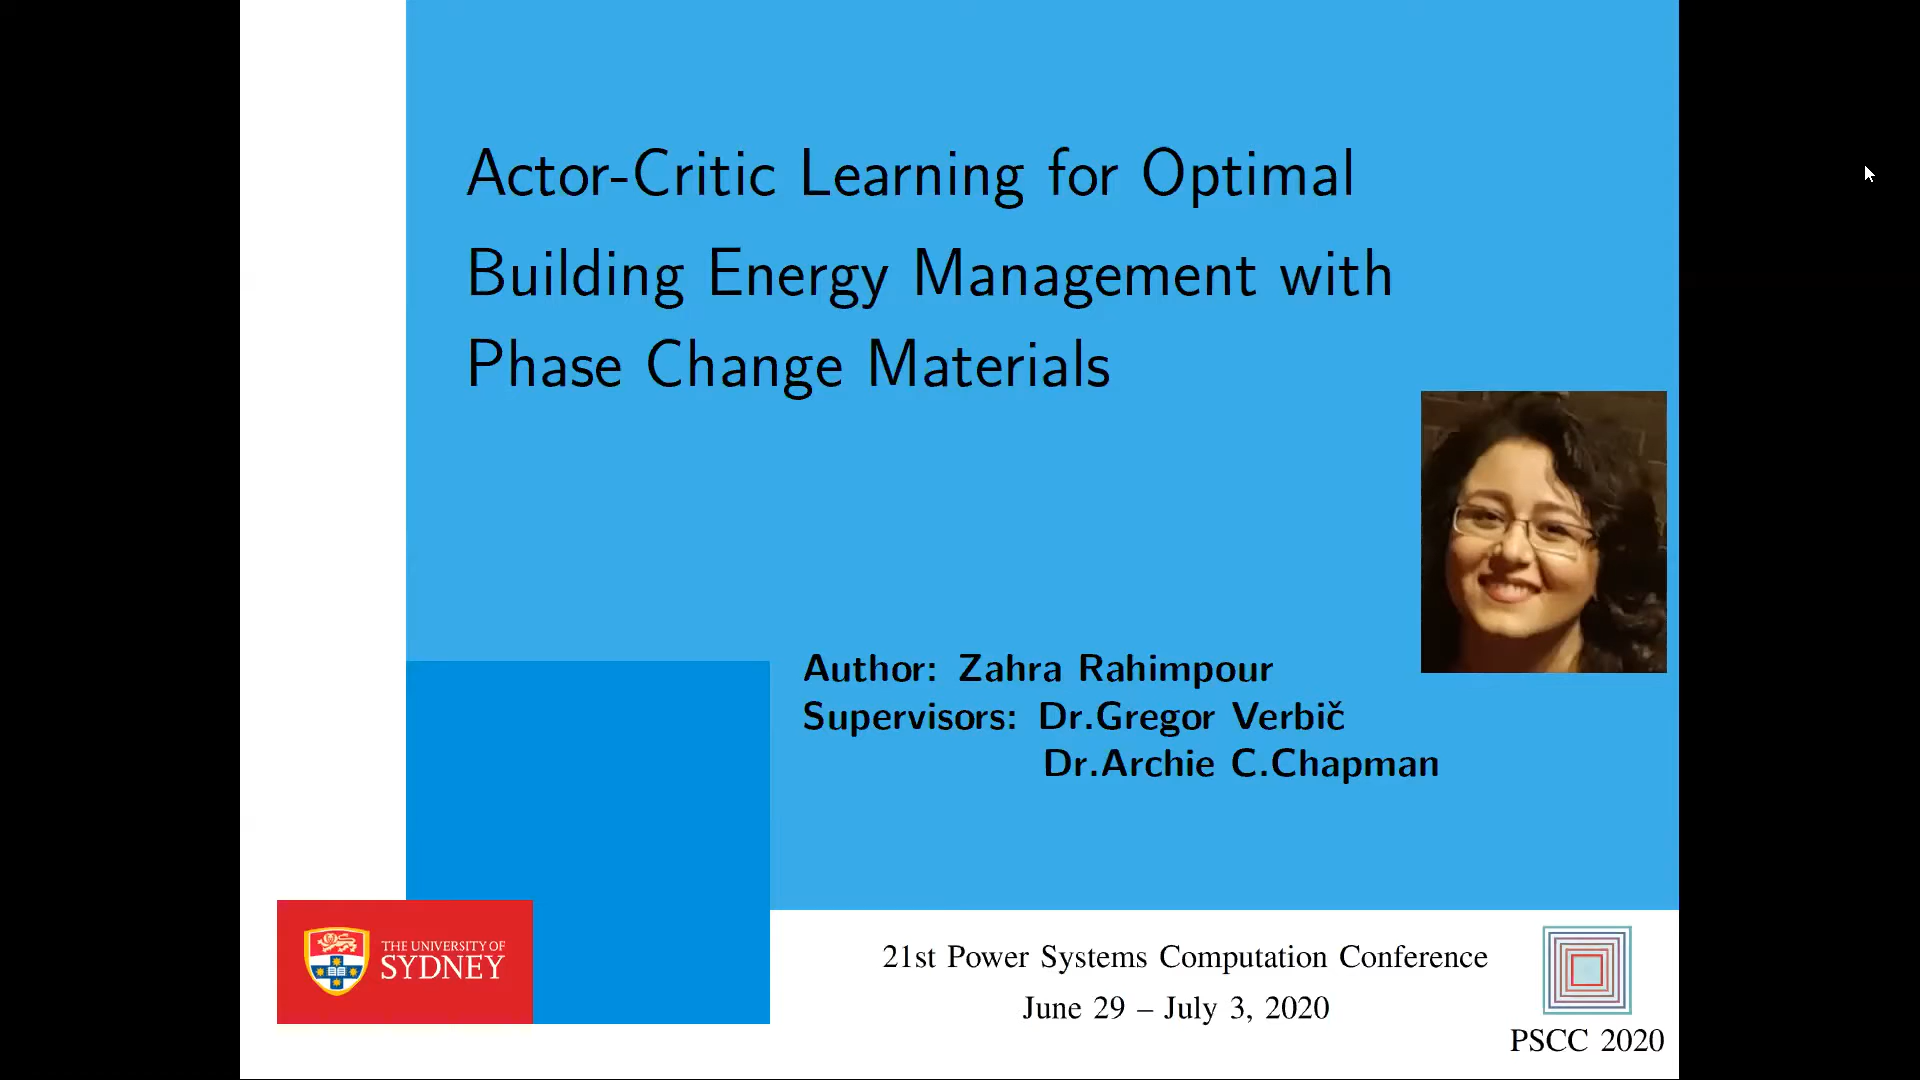 Actor-Critic Learning for Optimal
Building Energy Management with
Phase Change Materials
Author: Zahra Rahimpour
Supervisors: Dr.Gregor Verbič
Dr.Archie C.Chapman
THE UNIVERSITY OF
SYDNEY
21st Power Systems Computation Conference
June 29 – July 3, 2020
PSCC 2020